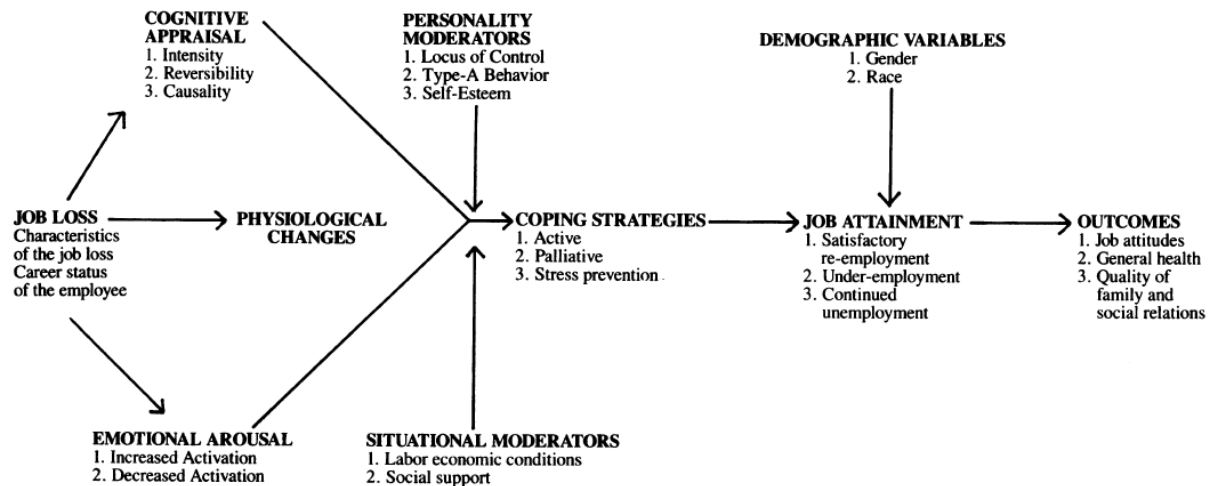 COGNITIVE
APPRAISAL
1. Intensity
2. Reversibility
3. Causality
PERSONALITY
MODERATORS
1. Locus of Control
2. Type-A Behavior
3. Self-Esteem
DEMOGRAPHIC VARIABLES
1. Gender
2. Race
JOB LOSS
Characteristics
of the job loss
Career status
of the employee
PHYSIOLOGICAL
CHANGES
COPING STRATEGIES
1. Active
2. Palliative
3. Stress prevention
JOB ATTAINMENT
1. Satisfactory
re-employment
2. Under-employment
3. Continued
unemployment
OUTCOMES
1. Job attitudes
2. General health
3. Quality of
family and
social relations
EMOTIONAL AROUSAL
1. Increased Activation
2. Decreased Activation
SITUATIONAL MODERATORS
1. Labor economic conditions
2. Social support